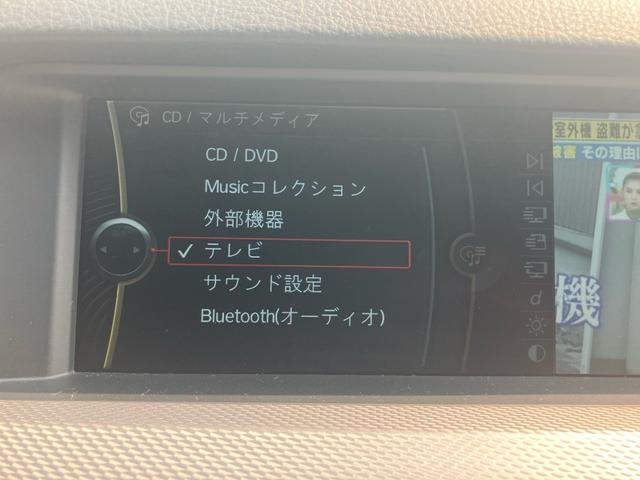 CD / マルチメディア
CD / DVD
Musicコレクション
外部機器
✓ テレビ
サウンド設定
Bluetooth(オーディオ)
d
室外機 盗難が
被害 その理由
機